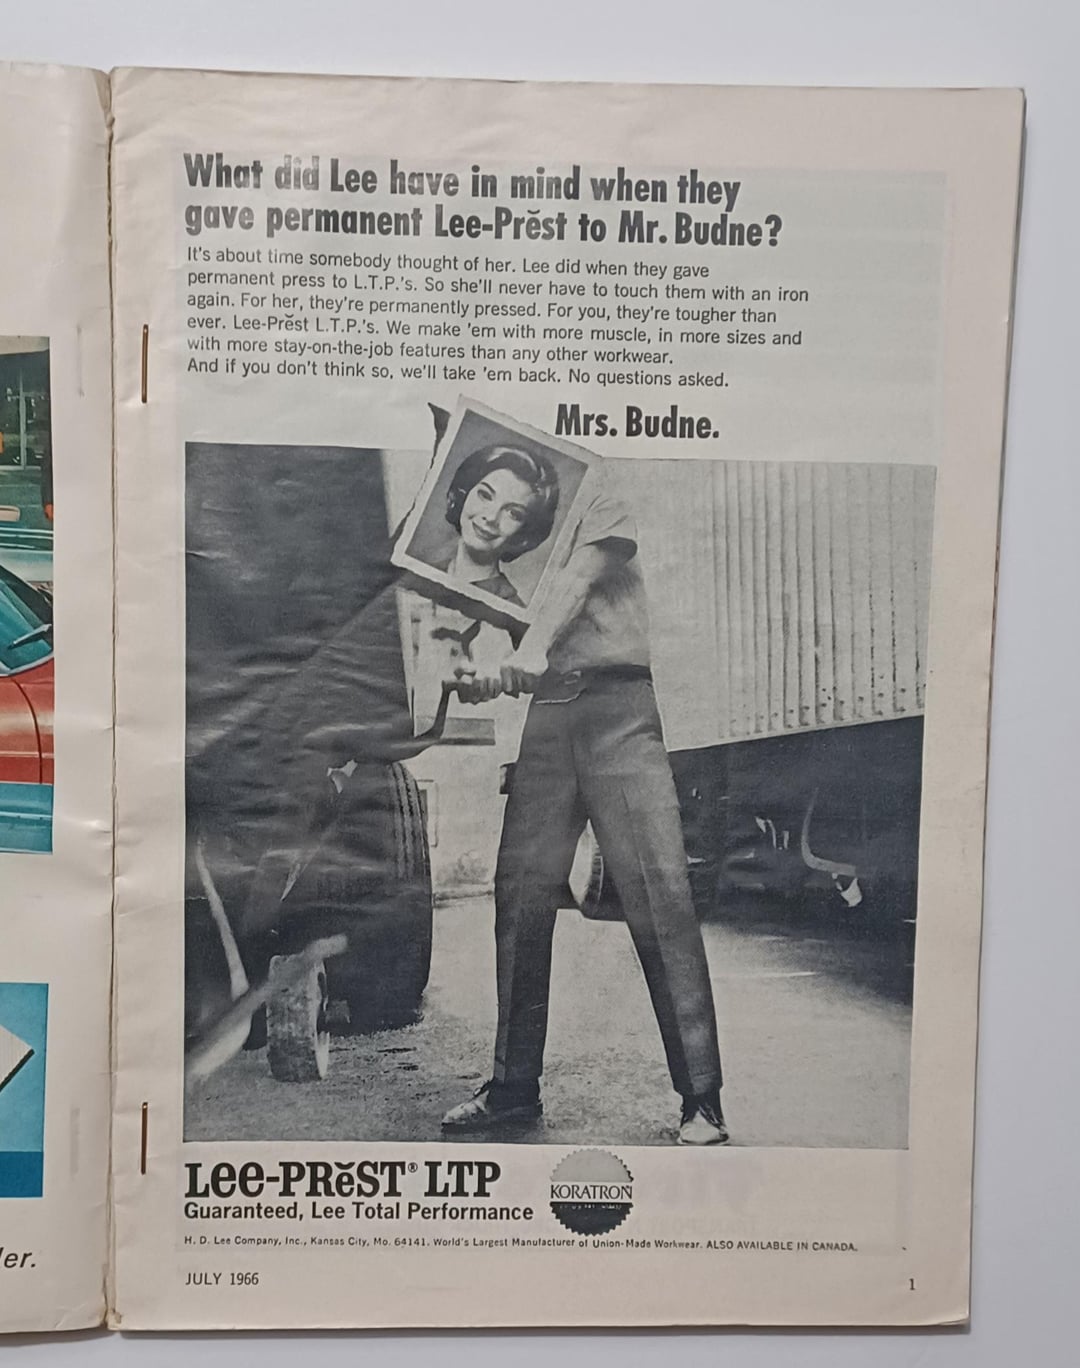 What did Lee have in mind when they
gave permanent Lee-Prĕst to Mr. Budne?
It's about time somebody thought of her. Lee did when they gave
permanent press to L.T.P.'s. So she'll never have to touch them with an iron
again. For her, they're permanently pressed. For you, they're tougher than
ever. Lee-Prĕst L.T.P.'s. We make 'em with more muscle, in more sizes and
with more stay-on-the-job features than any other workwear.
And if you don't think so, we'll take 'em back. No questions asked.
Mrs. Budne.
Lee-PRĕST® LTP
Guaranteed, Lee Total Performance
KORATRON
H. D. Lee Company, Inc., Kansas City, Mo. 64141. World's Largest Manufacturer of Union-Made Workwear. ALSO AVAILABLE IN CANADA.
JULY 1966
1
ler.